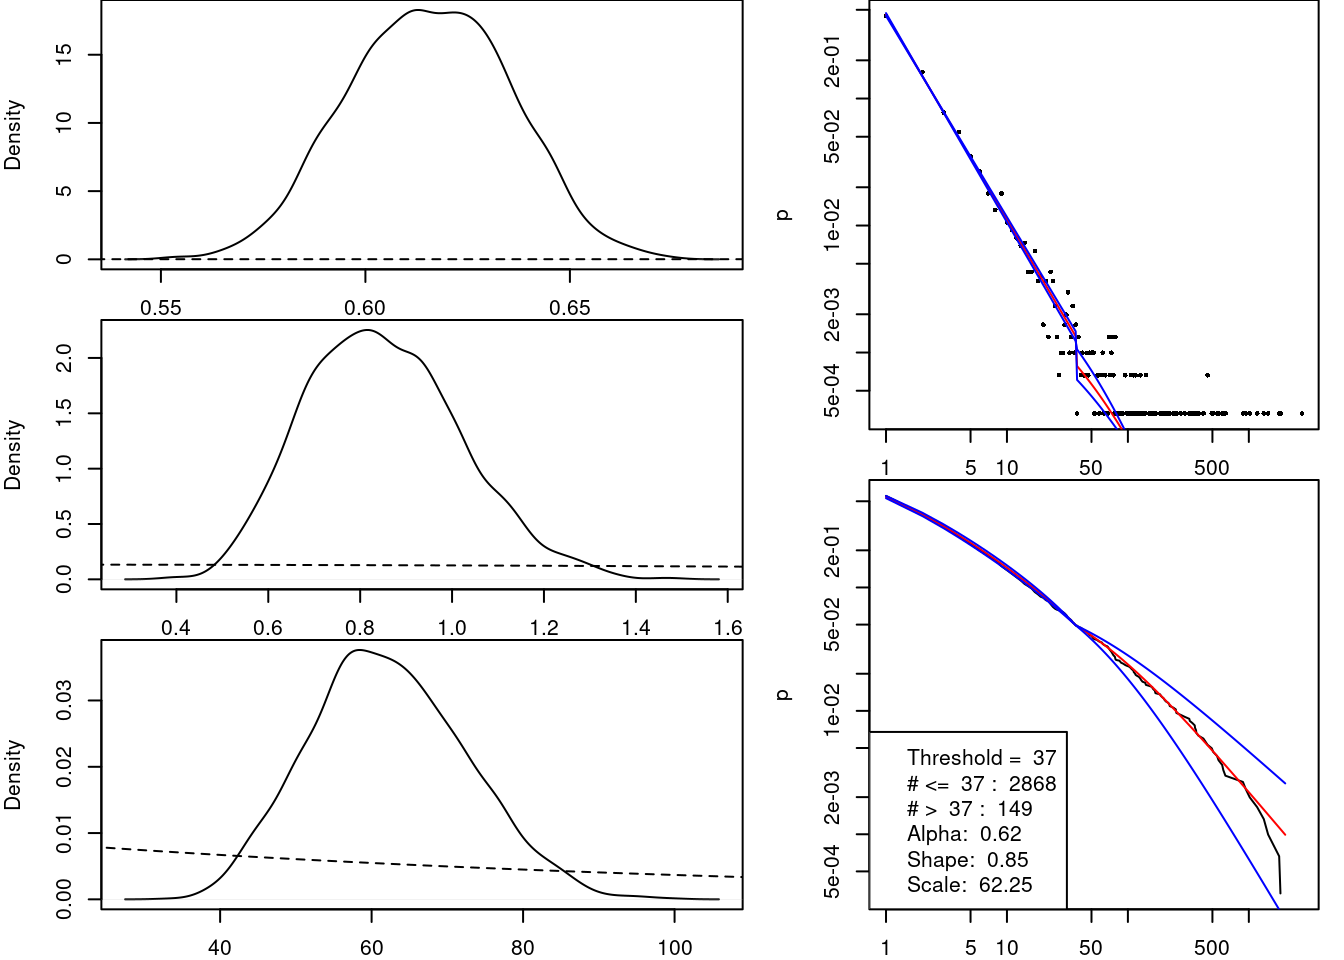 Density
15
10
5
0
0.55 0.60 0.65
Density
2.0
1.5
1.0
0.5
0.0
0.4 0.6 0.8 1.0 1.2 1.4 1.6
Density
0.03
0.02
0.01
0.00
40 60 80 100
p
2e-01
5e-02
1e-02
2e-03
5e-04
1 5 10 50 500
p
2e-01
5e-02
1e-02
2e-03
5e-04
Threshold = 37
# <= 37 : 2868
# > 37 : 149
Alpha: 0.62
Shape: 0.85
Scale: 62.25
1 5 10 50 500